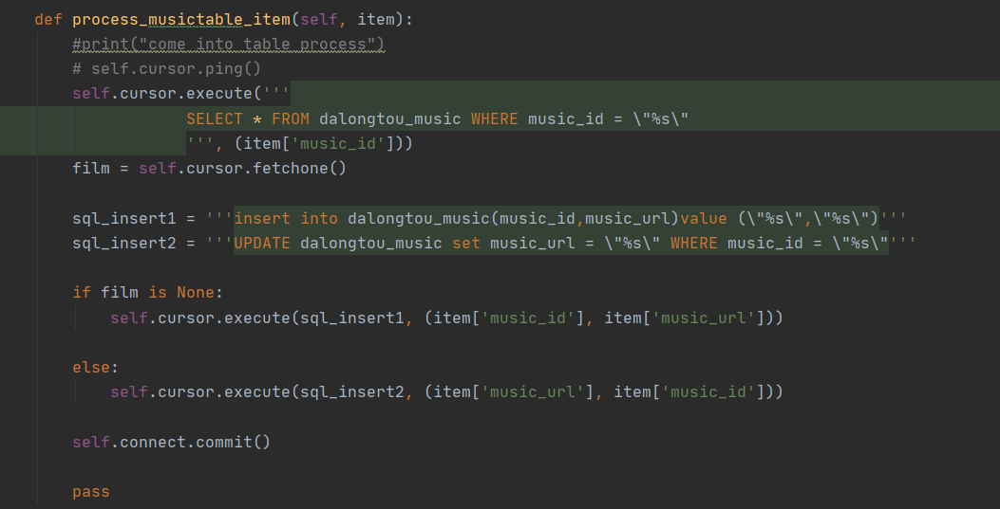 def process_musictable_item(self, item):
    #print("come into table process")
    # self.cursor.ping()
    self.cursor.execute('''
                SELECT * FROM dalongtou_music WHERE music_id = \"%s\"
                ''', (item['music_id']))
    film = self.cursor.fetchone()
    sql_insert1 = '''insert into dalongtou_music(music_id,music_url)value (\"%s\",\"%s\")'''
    sql_insert2 = '''UPDATE dalongtou_music set music_url = \"%s\" WHERE music_id = \"%s\"'''
    if film is None:
        self.cursor.execute(sql_insert1, (item['music_id'], item['music_url']))
    else:
        self.cursor.execute(sql_insert2, (item['music_url'], item['music_id']))
    self.connect.commit()
    pass